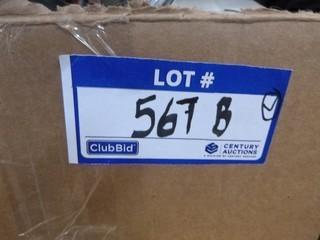 LOT #
567 B
ClubBid
CENTURY
AUCTIONS